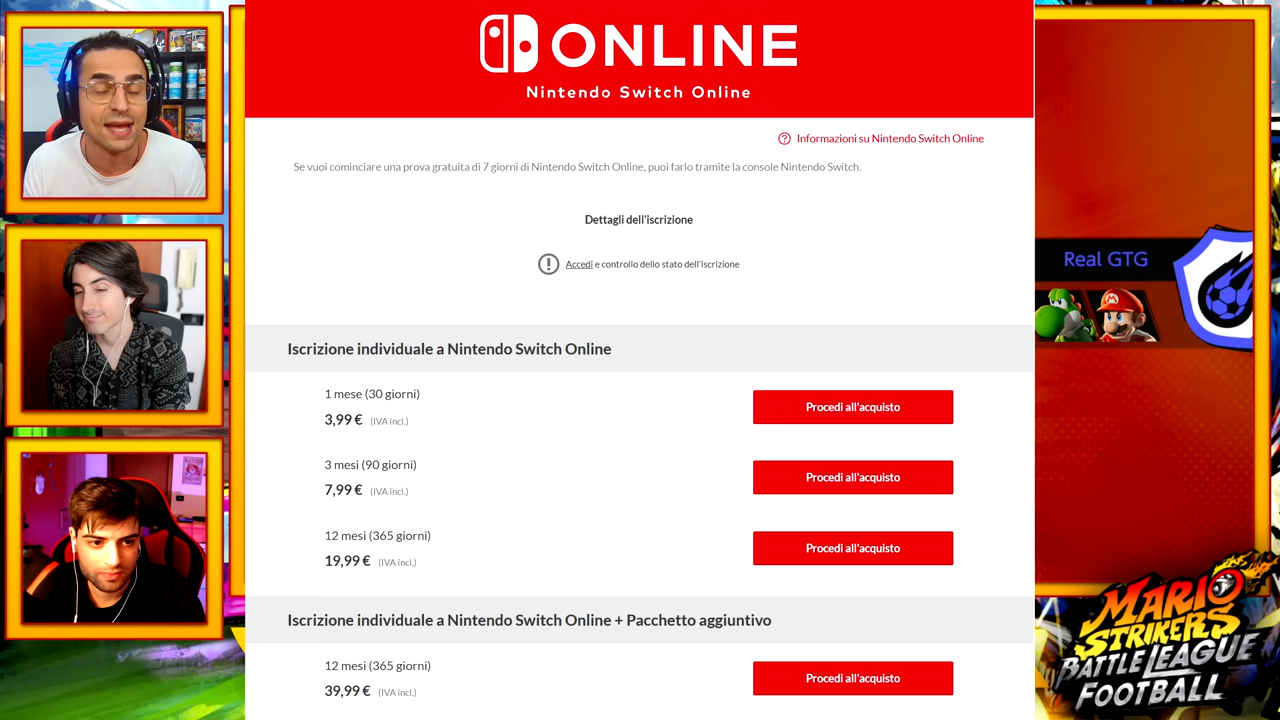 ONLINE
Nintendo Switch Online
Informazioni su Nintendo Switch Online
Se vuoi cominciare una prova gratuita di 7 giorni di Nintendo Switch Online, puoi farlo tramite la console Nintendo Switch.
Dettagli dell'iscrizione
Accedi e controllo dello stato dell'iscrizione
Real GTG
Iscrizione individuale a Nintendo Switch Online
1 mese (30 giorni)
3,99 € (IVA incl.)
Procedi all'acquisto
3 mesi (90 giorni)
7,99 € (IVA incl.)
Procedi all'acquisto
12 mesi (365 giorni)
19,99 € (IVA incl.)
Procedi all'acquisto
Iscrizione individuale a Nintendo Switch Online + Pacchetto aggiuntivo
12 mesi (365 giorni)
39,99 € (IVA incl.)
Procedi all'acquisto
MARIO
STRIKERS
BATTLE LEAGUE
FOOTBALL